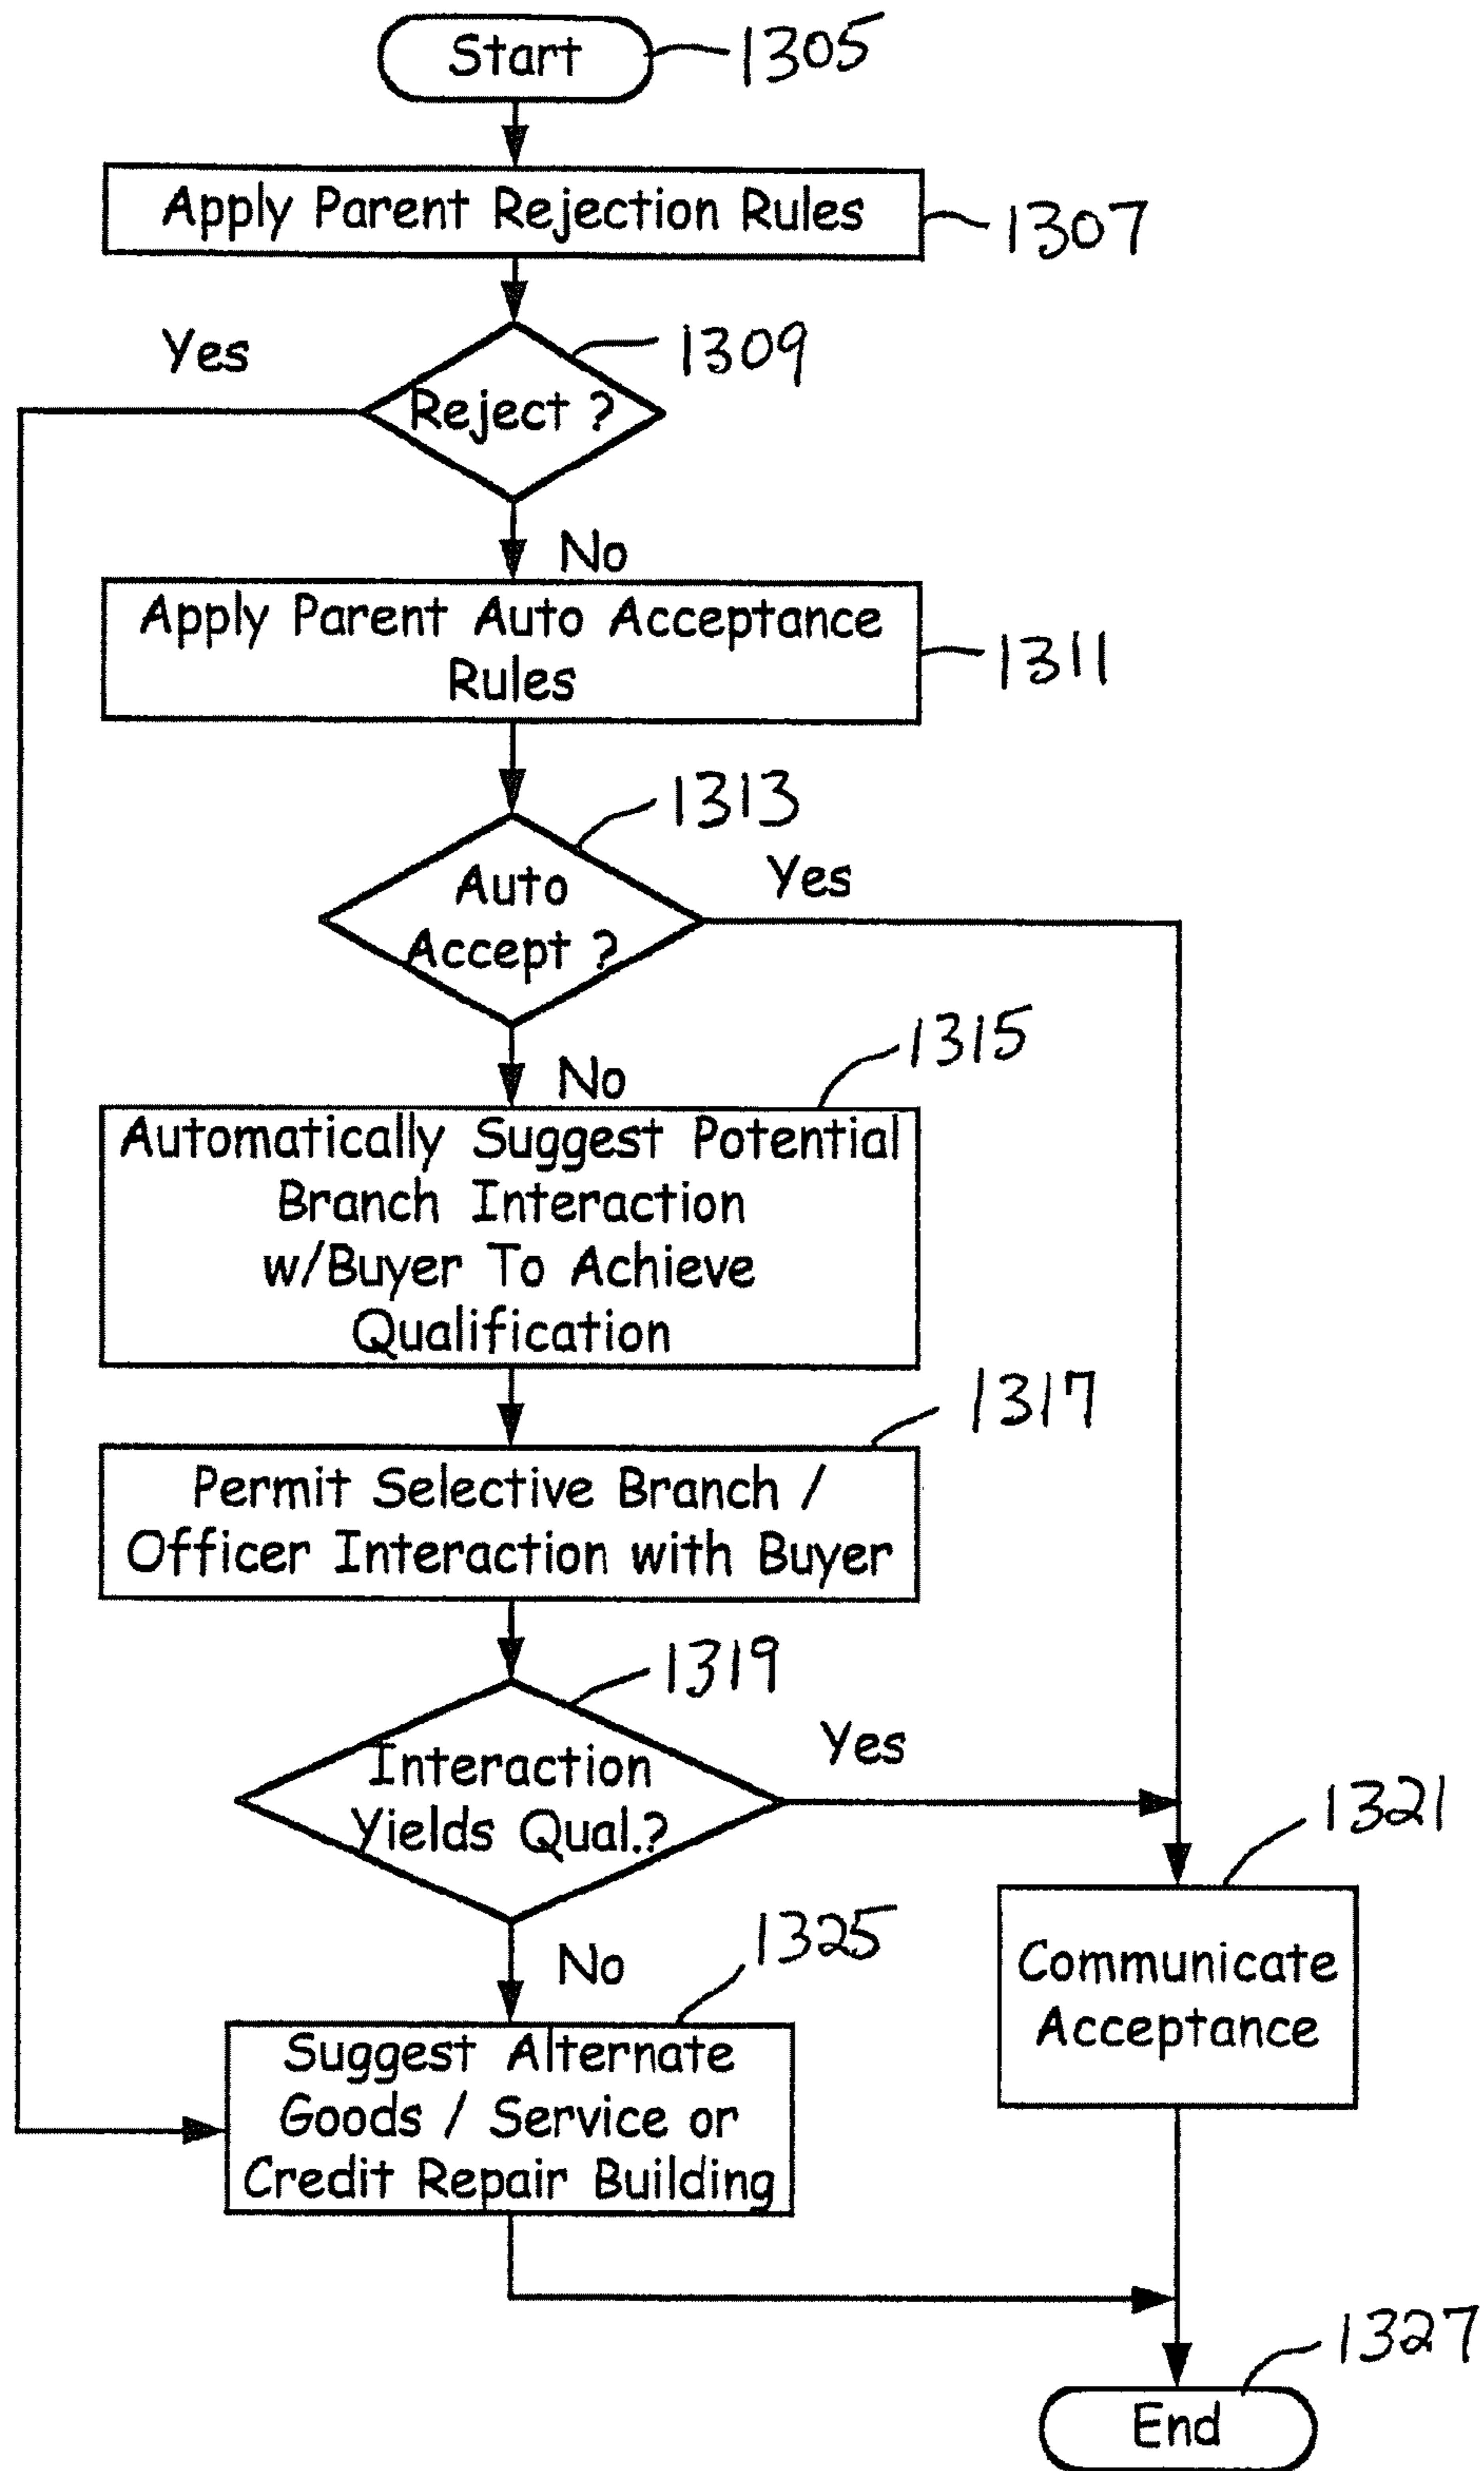 Start
1305
Apply Parent Rejection Rules
1307
Yes
1309
Reject ?
No
Apply Parent Auto Acceptance
Rules
1311
1313
Auto
Accept ?
Yes
1315
No
Automatically Suggest Potential
Branch Interaction
w/Buyer To Achieve
Qualification
1317
Permit Selective Branch /
Officer Interaction with Buyer
1319
Interaction
Yields Qual.?
Yes
1321
1325
No
Communicate
Acceptance
Suggest Alternate
Goods / Service or
Credit Repair Building
1327
End